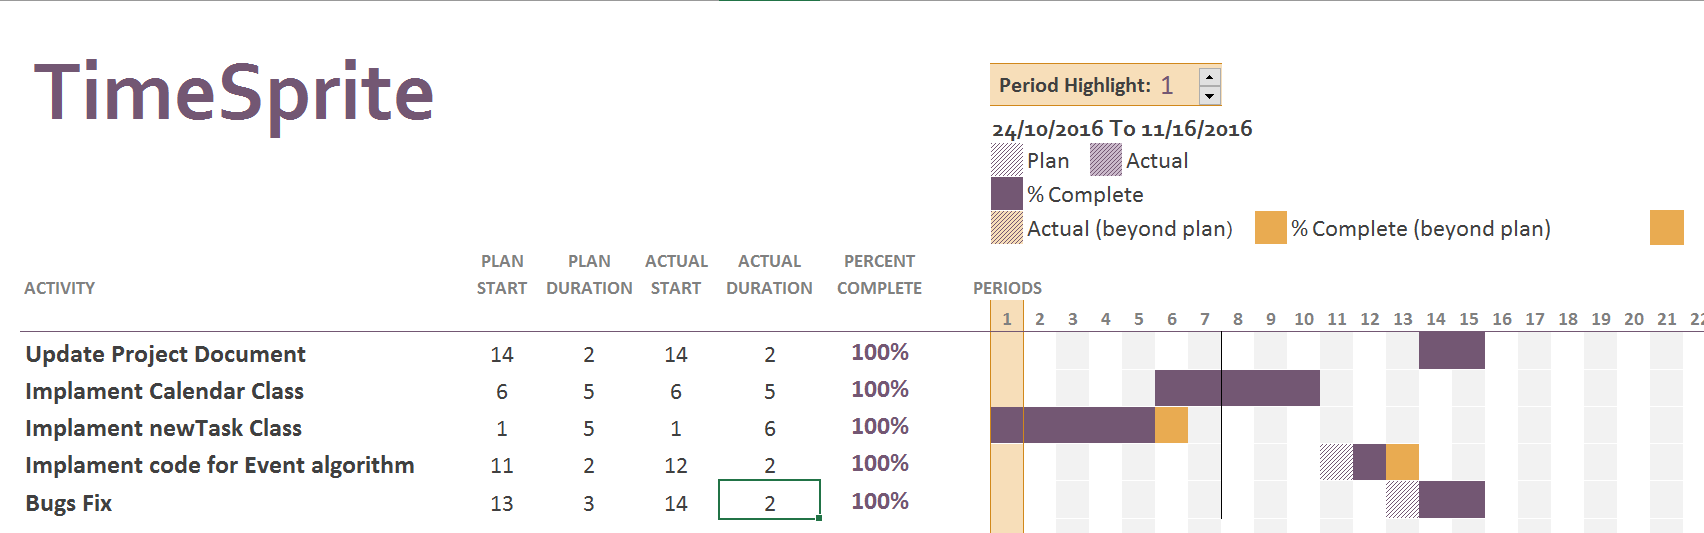 TimeSprite
Period Highlight: 1
24/10/2016 To 11/16/2016
Plan Actual
% Complete
Actual (beyond plan) % Complete (beyond plan)
PLAN PLAN ACTUAL ACTUAL PERCENT
ACTIVITY START DURATION START DURATION COMPLETE PERIODS
1 2 3 4 5 6 7 8 9 10 11 12 13 14 15 16 17 18 19 20 21 22
Update Project Document 14 2 14 2 100%
Implament Calendar Class 6 5 6 5 100%
Implament newTask Class 1 5 1 6 100%
Implament code for Event algorithm 11 2 12 2 100%
Bugs Fix 13 3 14 2 100%